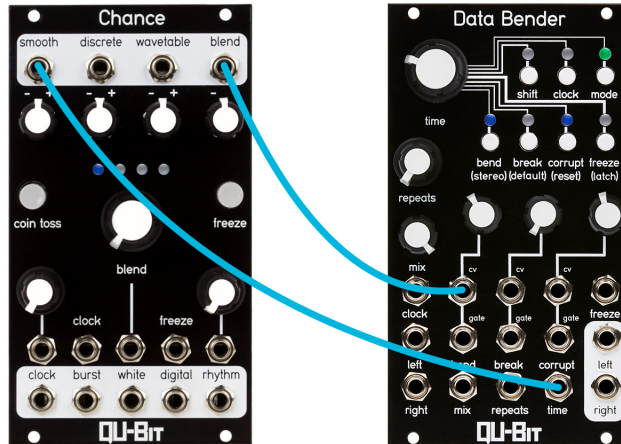 Chance
smooth discrete wavetable blend
- + - + - + -
coin toss
freeze
blend
clock
freeze
clock burst white digital rhythm
QU-BIT
Data Bender
time
shift clock mode
bend break corrupt freeze
(stereo) (default) (reset) (latch)
repeats
mix
cv cv cv
clock
freeze
gate gate gate
left bend break corrupt left
right mix repeats time right
QU-BIT